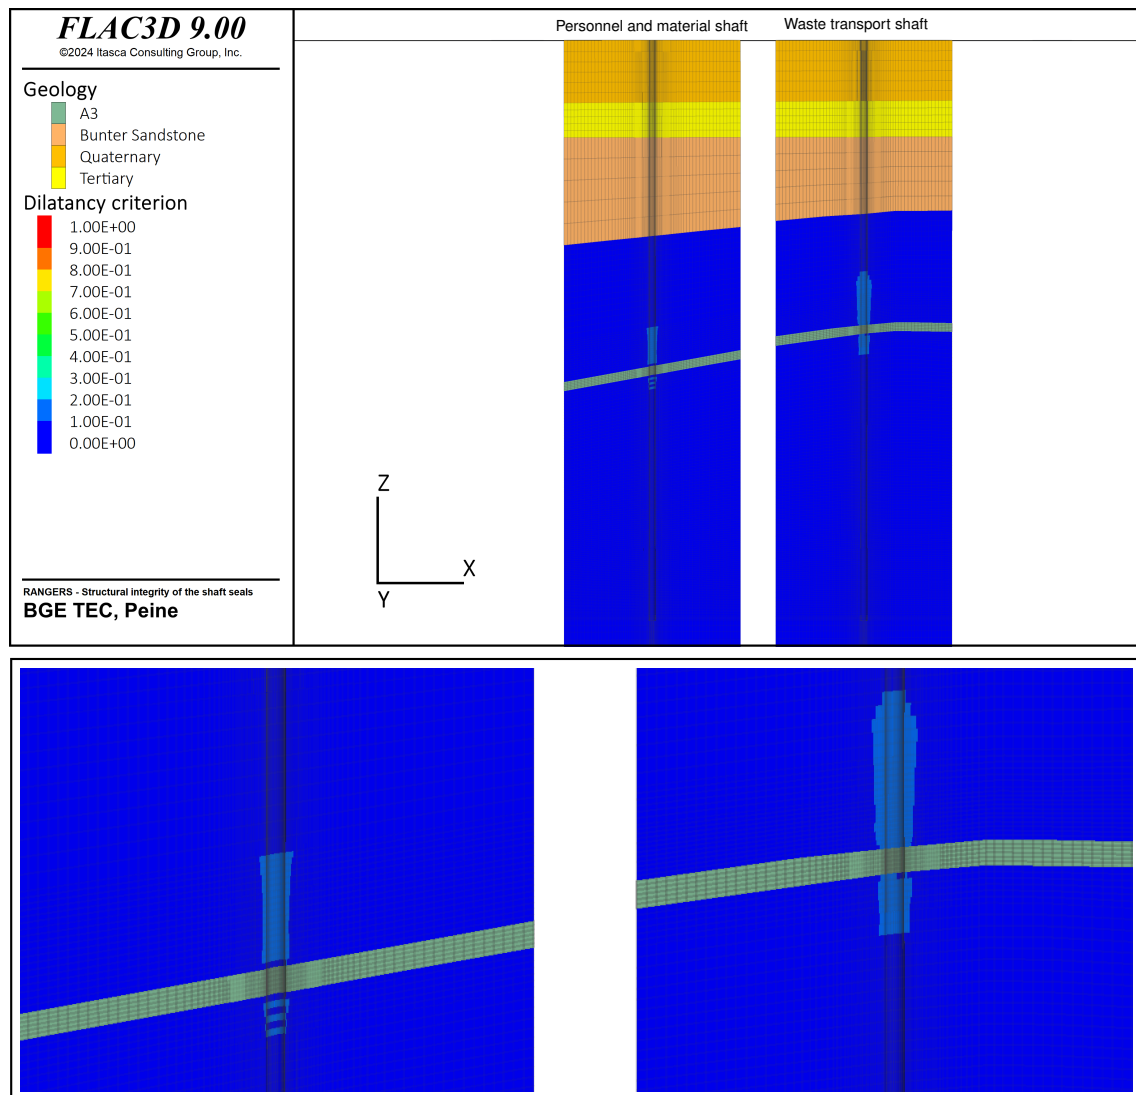 FLAC3D 9.00
©2024 Itasca Consulting Group, Inc.
Geology
A3
Bunter Sandstone
Quaternary
Tertiary
Dilatancy criterion
1.00E+00
9.00E-01
8.00E-01
7.00E-01
6.00E-01
5.00E-01
4.00E-01
3.00E-01
2.00E-01
1.00E-01
0.00E+00
RANGERS - Structural integrity of the shaft seals
BGE TEC, Peine
Personnel and material shaft
Waste transport shaft
Z
X
Y